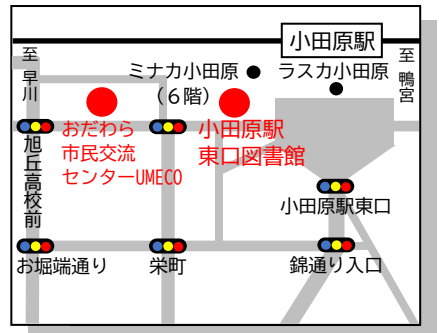 小田原駅
至
早川
至
鴨宮
ミナカ小田原
（６階）
ラスカ小田原
おだわら
市民交流
センターUMECO
小田原駅
東口図書館
旭丘高校前
小田原駅東口
お堀端通り
栄町
錦通り入口